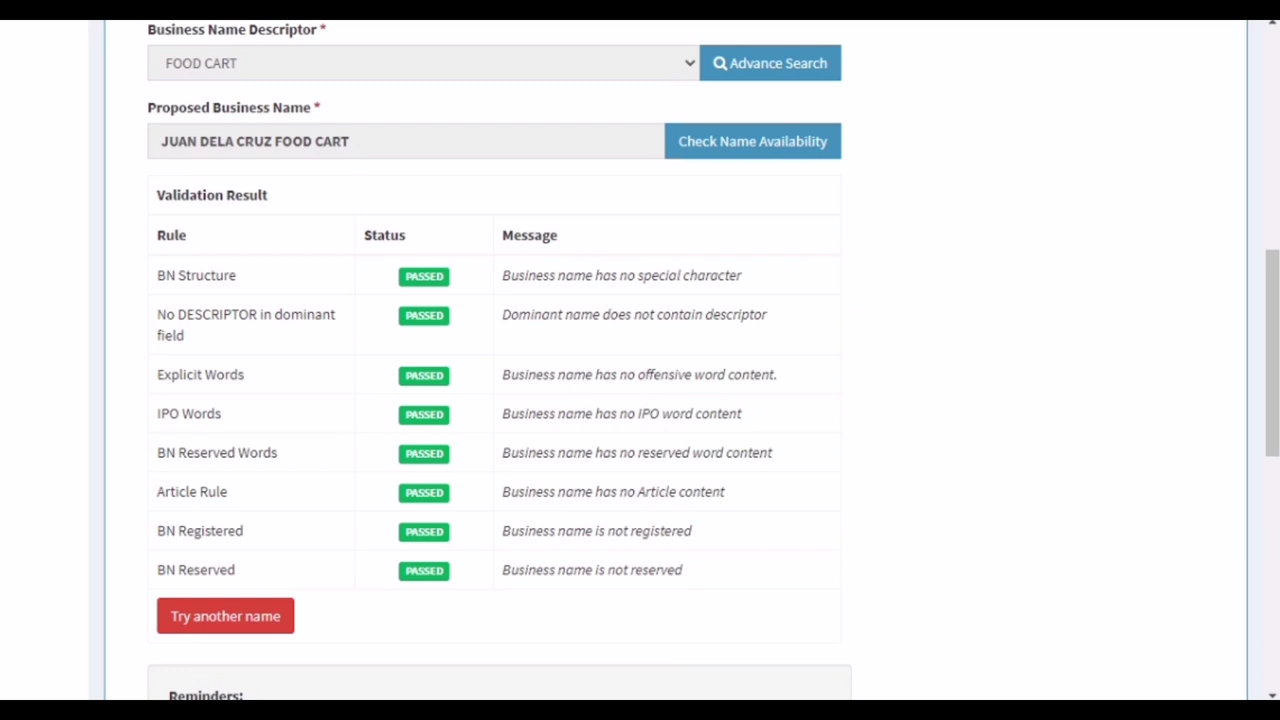 Business Name Descriptor *
FOOD CART
Advance Search
Proposed Business Name *
JUAN DELA CRUZ FOOD CART
Check Name Availability
Validation Result
Rule Status Message
BN Structure PASSED Business name has no special character
No DESCRIPTOR in dominant PASSED Dominant name does not contain descriptor
field
Explicit Words PASSED Business name has no offensive word content.
IPO Words PASSED Business name has no IPO word content
BN Reserved Words PASSED Business name has no reserved word content
Article Rule PASSED Business name has no Article content
BN Registered PASSED Business name is not registered
BN Reserved PASSED Business name is not reserved
Try another name
Reminders: